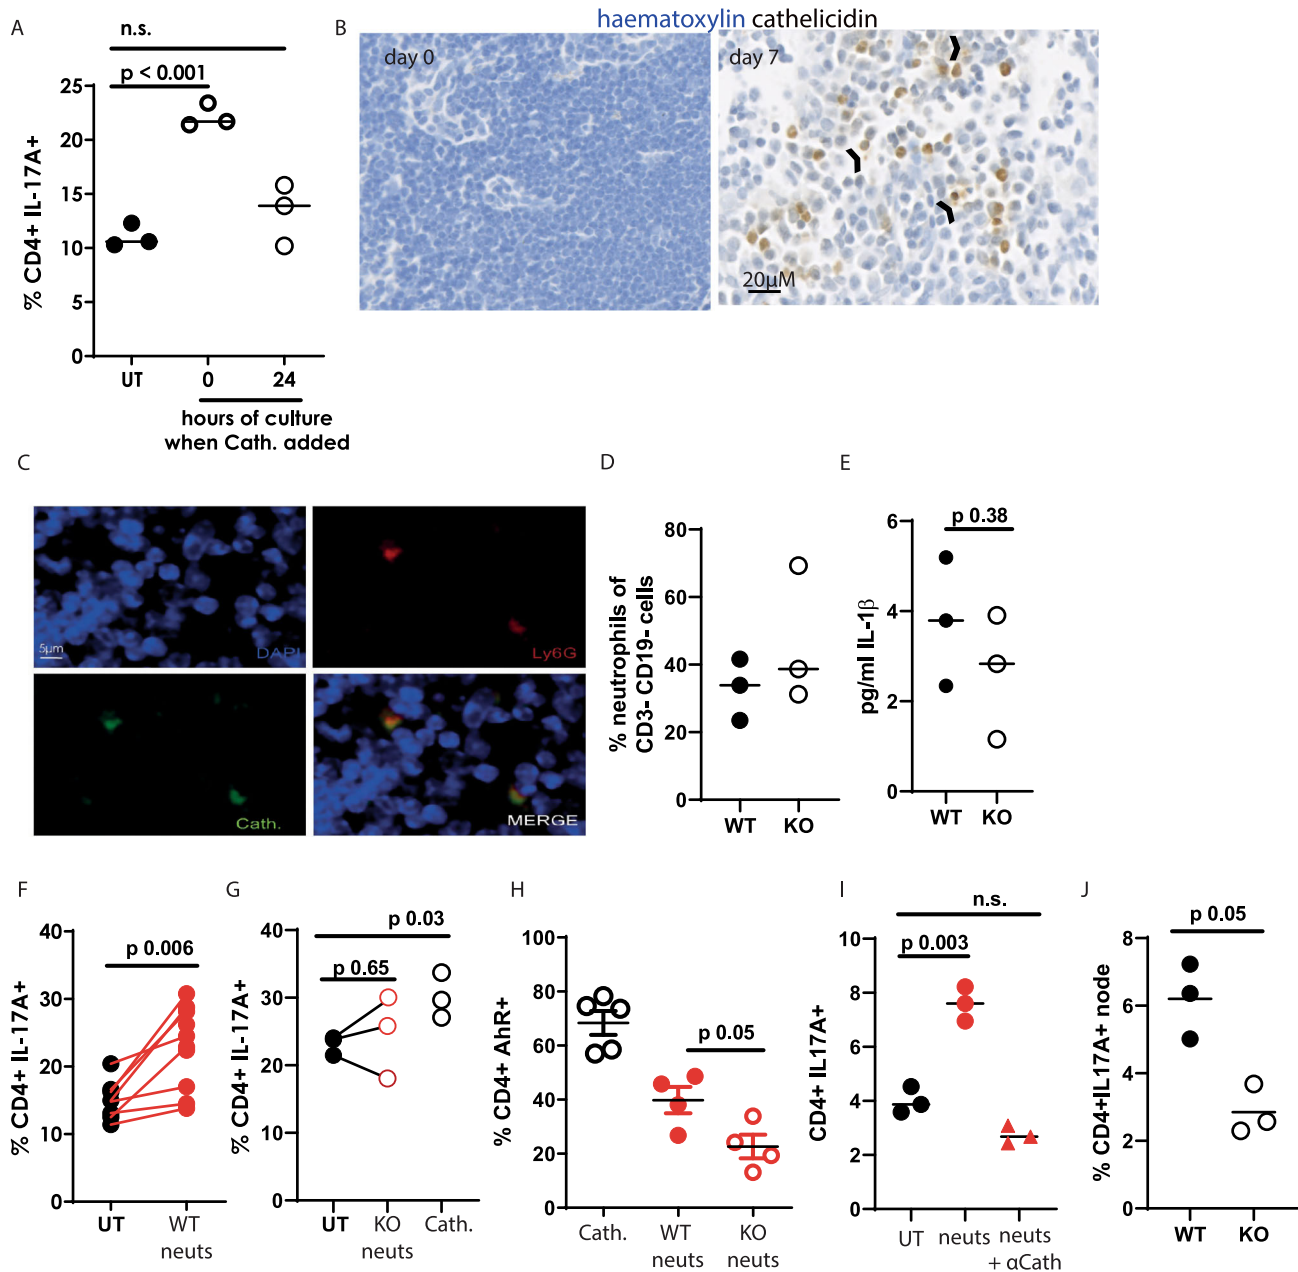 A
n.s.
p < 0.001
% CD4+ IL-17A+
25
20
15
10
5
0
UT
0
24
hours of culture
when Cath. added
B
haematoxylin cathelicidin
day 0
day 7
20µM
C
5µm
DAPI
Ly6G
Cath.
MERGE
D
% neutrophils of
CD3- CD19- cells
80
60
40
20
0
WT
KO
E
p 0.38
pg/ml IL-1β
6
4
2
0
WT
KO
F
p 0.006
% CD4+ IL-17A+
40
30
20
10
0
UT
WT
neuts
G
p 0.03
p 0.65
% CD4+ IL-17A+
40
30
20
10
0
UT
KO
neuts
Cath.
H
p 0.05
% CD4+ AhR+
100
80
60
40
20
0
Cath.
WT
neuts
KO
neuts
I
n.s.
p 0.003
CD4+ IL17A+
10
8
6
4
2
0
UT
neuts
neuts
+ αCath
J
p 0.05
% CD4+IL17A+ node
8
6
4
2
0
WT
KO